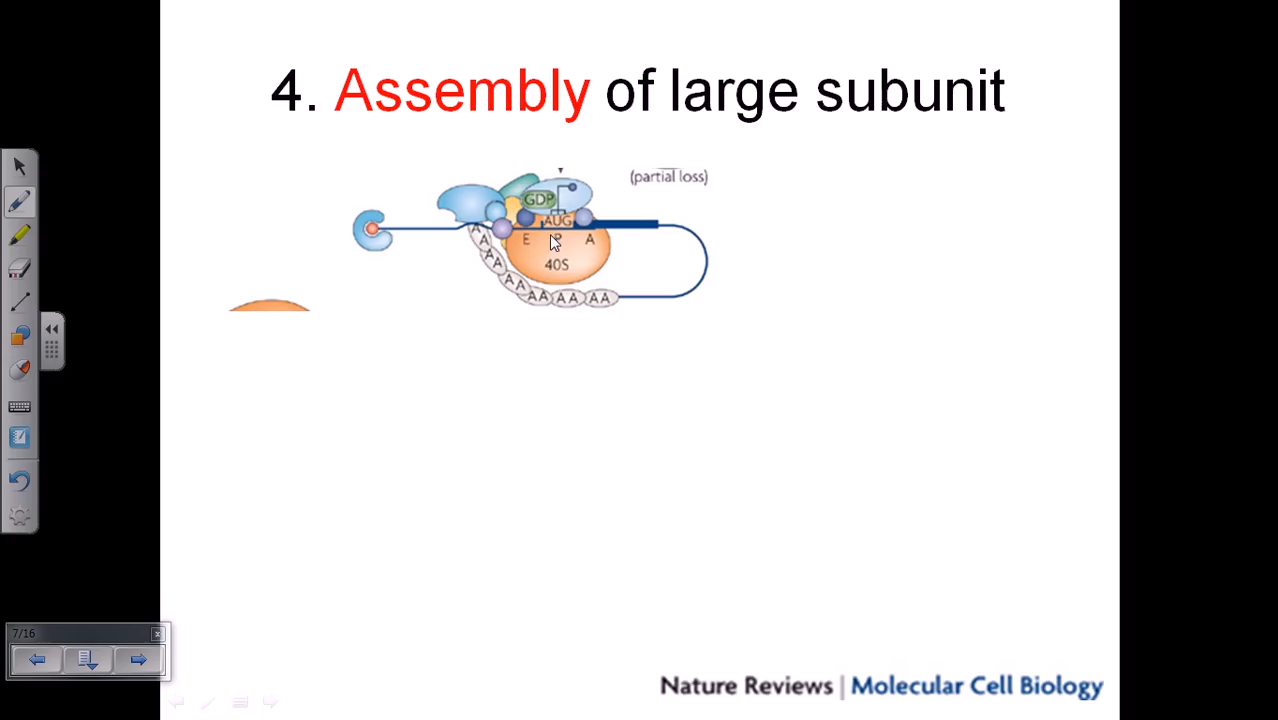 4. Assembly of large subunit
(partial loss)
GDP
AUG
E P A
40S
A
A
AA
AA
AA
AA
AA
7/16 x
Nature Reviews | Molecular Cell Biology